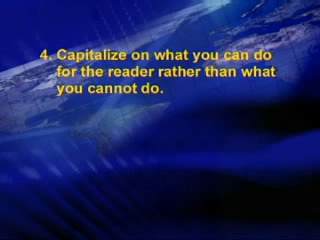 4. Capitalize on what you can do
for the reader rather than what
you cannot do.